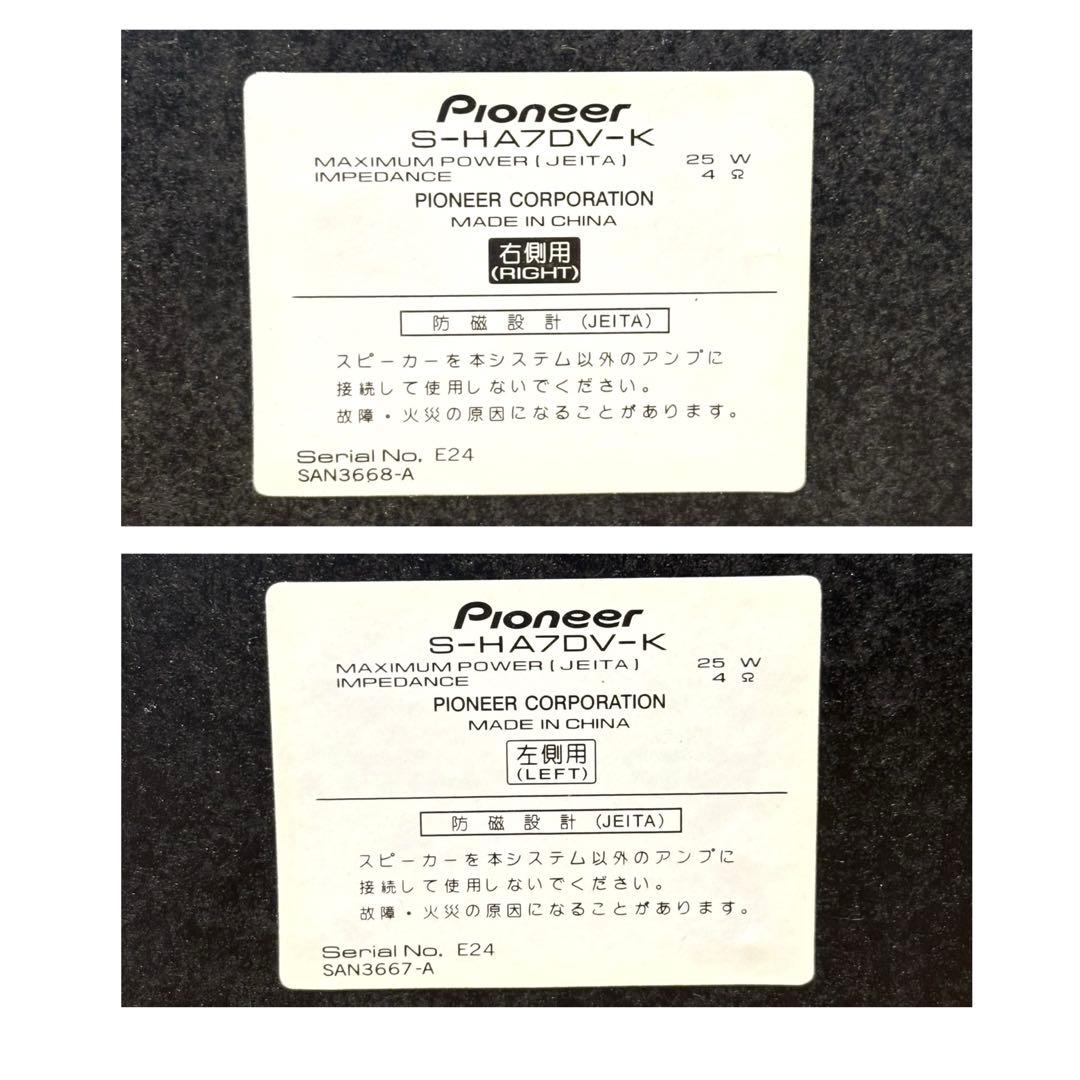 Pioneer
S-HA7DV-K
MAXIMUM POWER (JEITA) 25 W
IMPEDANCE 4 Ω
PIONEER CORPORATION
MADE IN CHINA
右側用
(RIGHT)
防磁設計 (JEITA)
スピーカーを本システム以外のアンプに
接続して使用しないでください。
故障・火災の原因になることがあります。
Serial No. E24
SAN3668-A
Pioneer
S-HA7DV-K
MAXIMUM POWER (JEITA) 25 W
IMPEDANCE 4 Ω
PIONEER CORPORATION
MADE IN CHINA
左側用
(LEFT)
防磁設計 (JEITA)
スピーカーを本システム以外のアンプに
接続して使用しないでください。
故障・火災の原因になることがあります。
Serial No. E24
SAN3667-A